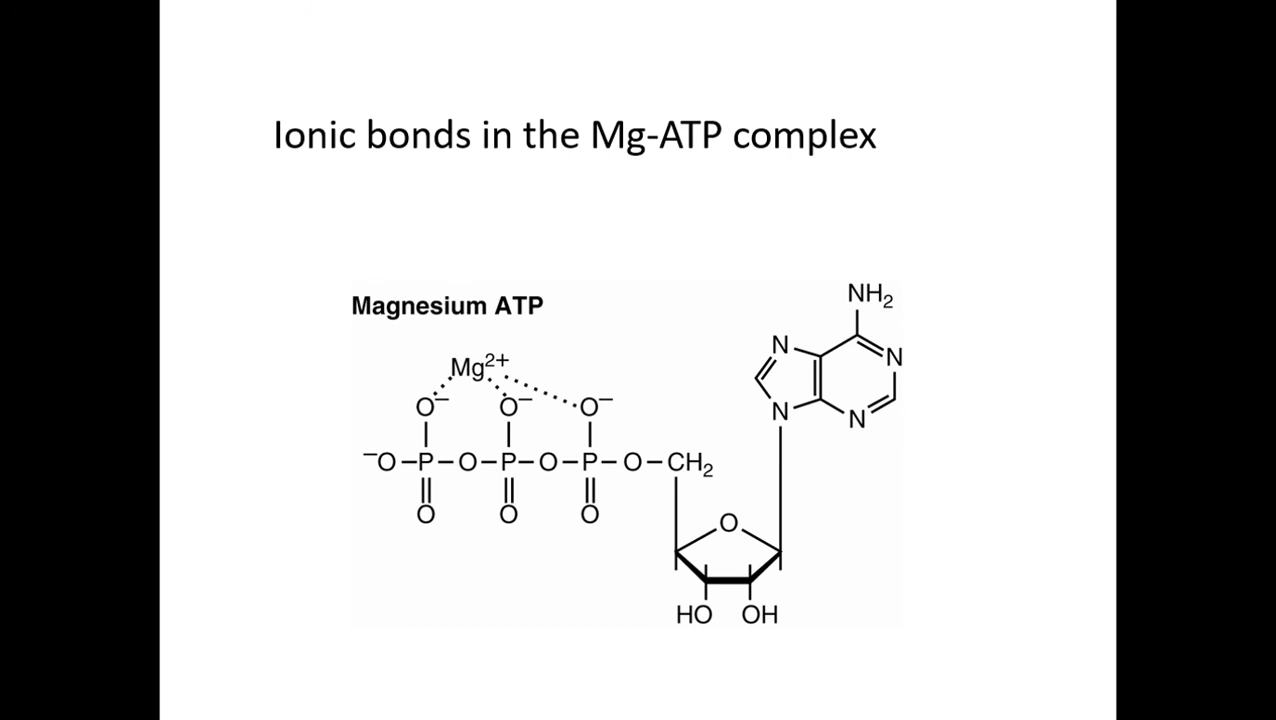 Ionic bonds in the Mg-ATP complex
Magnesium ATP
NH₂
N N
Mg²⁺
O⁻ O⁻ O⁻
N N
⁻O–P–O–P–O–P–O–CH₂
O O O
O
HO OH